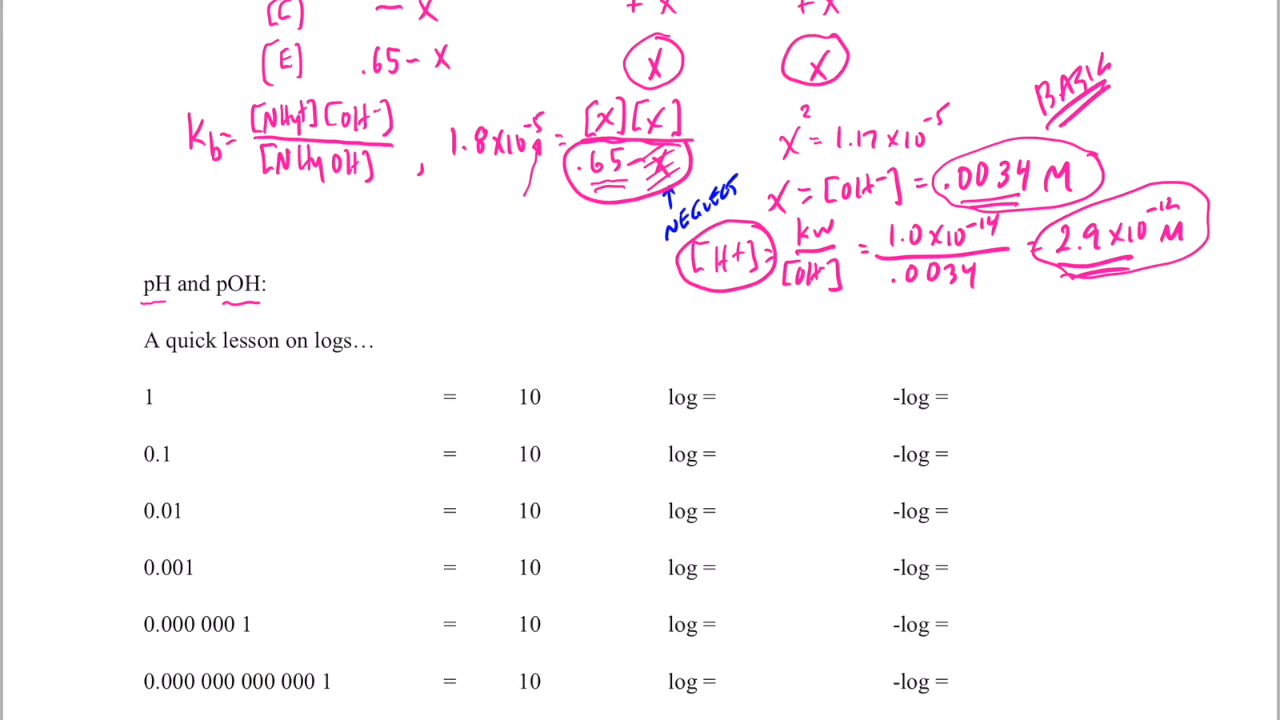 [C] - x + x + x
[E] .65 - x x x
BASIC
Kb = [NH4+][OH-] / [NH4OH] , 1.8x10^-5 = [x][x] / .65 - x
x^2 = 1.17x10^-5
x = [OH-] = .0034 M
NEGLECT
[H+] = kw / [OH-] = 1.0x10^-14 / .0034 = 2.9x10^-12 M
pH and pOH:
A quick lesson on logs…
1 = 10 log = -log =
0.1 = 10 log = -log =
0.01 = 10 log = -log =
0.001 = 10 log = -log =
0.000 000 1 = 10 log = -log =
0.000 000 000 000 1 = 10 log = -log =